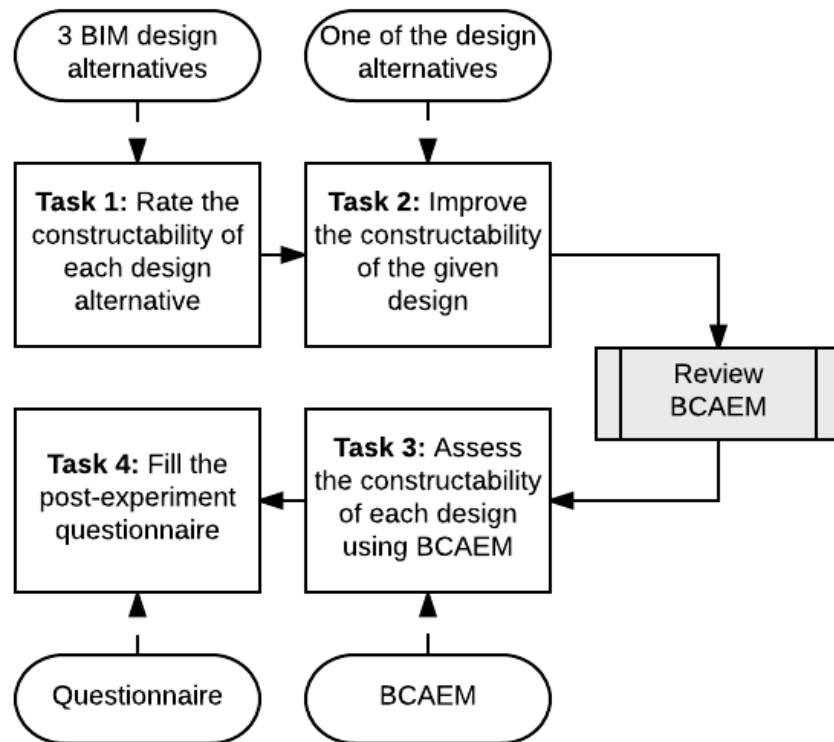 3 BIM design
alternatives
One of the design
alternatives
Task 1: Rate the
constructability of
each design
alternative
Task 2: Improve
the constructability
of the given
design
Review
BCAEM
Task 3: Assess
the constructability
of each design
using BCAEM
Task 4: Fill the
post-experiment
questionnaire
Questionnaire
BCAEM